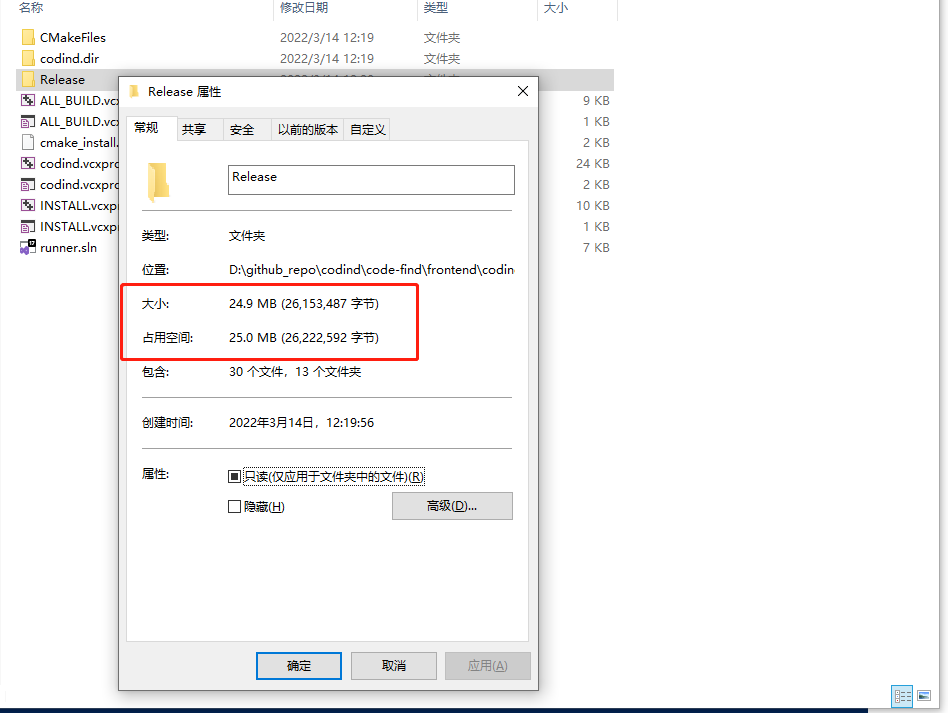 名称 修改日期 类型 大小
CMakeFiles 2022/3/14 12:19 文件夹
codind.dir 2022/3/14 12:19 文件夹
Release
Release 属性
ALL_BUILD.vcx 9 KB
ALL_BUILD.vcx 1 KB
cmake_install. 2 KB
codind.vcxpro 24 KB
codind.vcxpro 2 KB
INSTALL.vcxp 10 KB
INSTALL.vcxpr 1 KB
runner.sln 7 KB
常规 共享 安全 以前的版本 自定义
Release
类型: 文件夹
位置: D:\github_repo\codind\code-find\frontend\codin
大小: 24.9 MB (26,153,487 字节)
占用空间: 25.0 MB (26,222,592 字节)
包含: 30 个文件，13 个文件夹
创建时间: 2022年3月14日，12:19:56
属性: 只读(仅应用于文件夹中的文件)(R)
隐藏(H) 高级(D)...
确定 取消 应用(A)